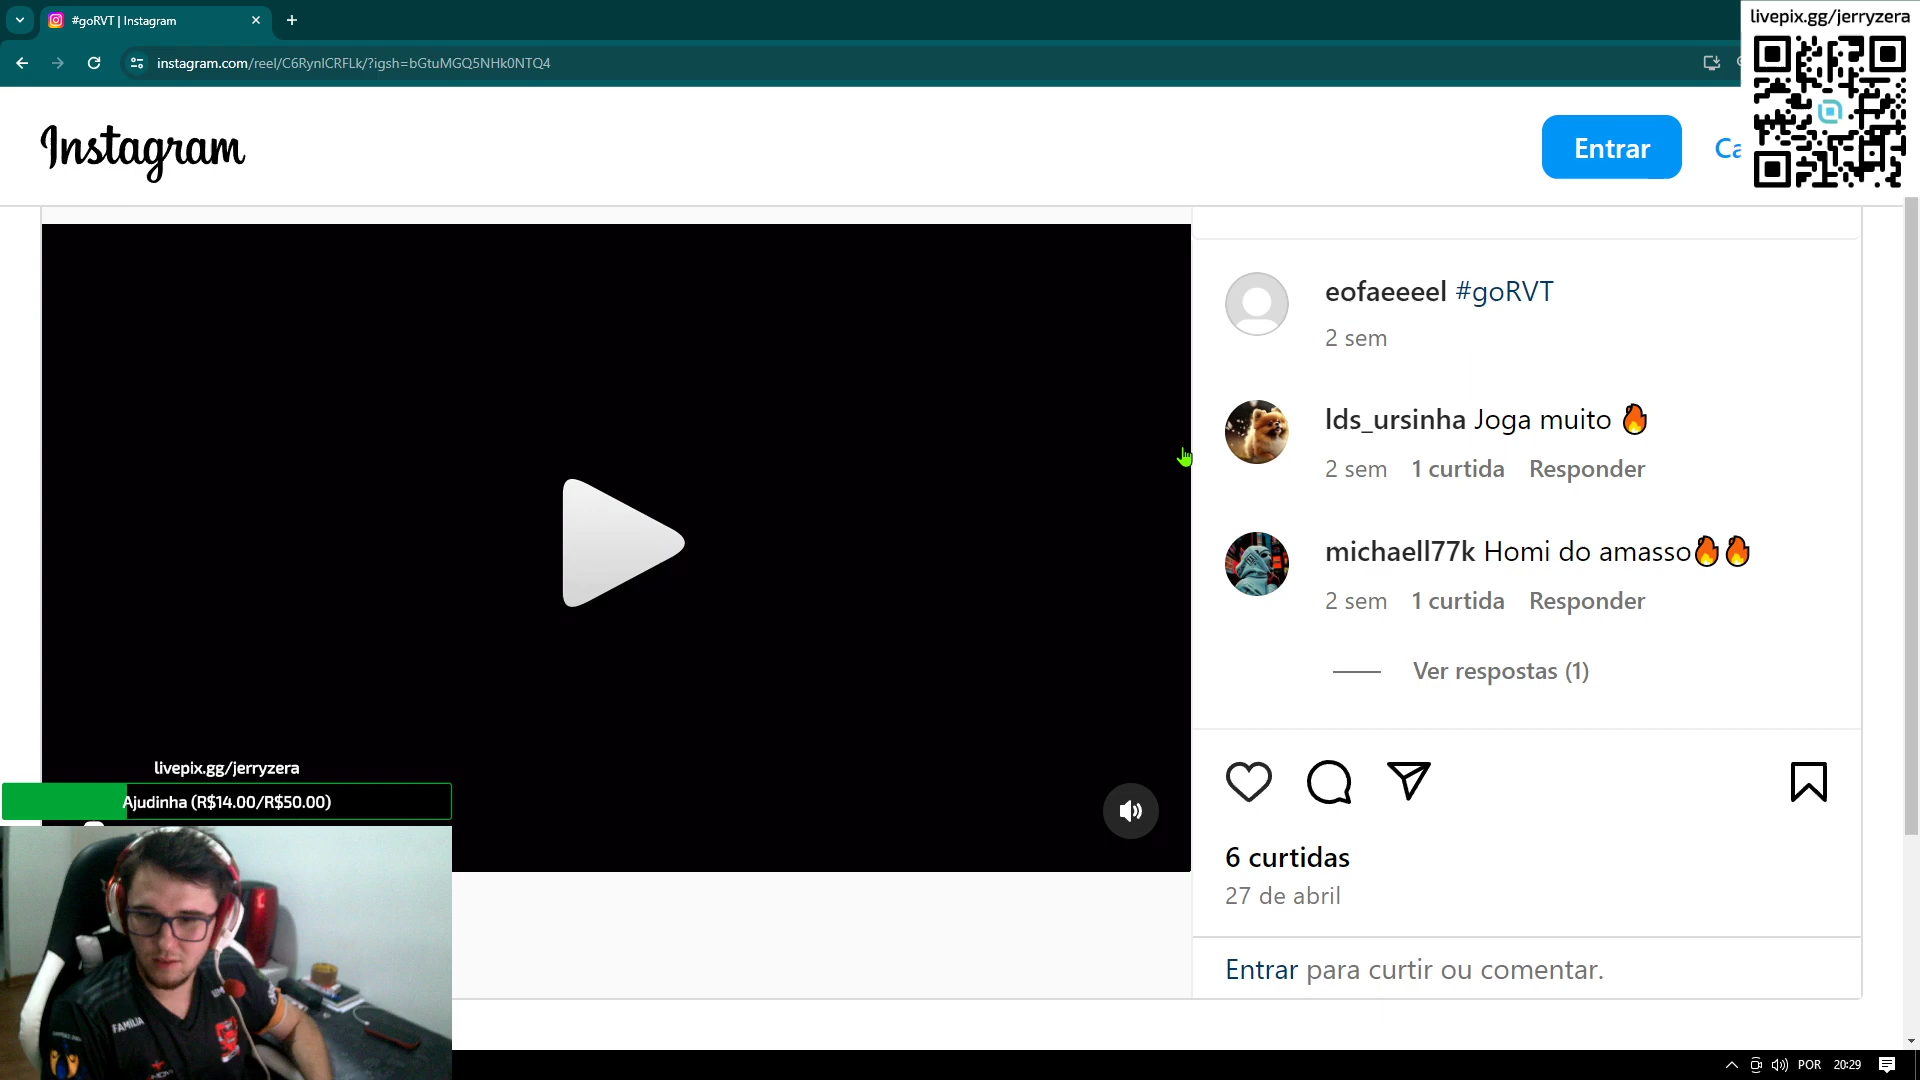 #goRVT | Instagram
livepix.gg/jerryzera
instagram.com/reel/C6RynlCRFLk/?igsh=bGtuMGQ5NHk0NTQ4
Instagram
Entrar
Ca
eofaeeeel #goRVT
2 sem
lds_ursinha Joga muito 🔥
2 sem 1 curtida Responder
michaell77k Homi do amasso🔥🔥
2 sem 1 curtida Responder
Ver respostas (1)
livepix.gg/jerryzera
Ajudinha (R$14.00/R$50.00)
6 curtidas
27 de abril
Entrar para curtir ou comentar.
FAMÍLIA
POR 20:29